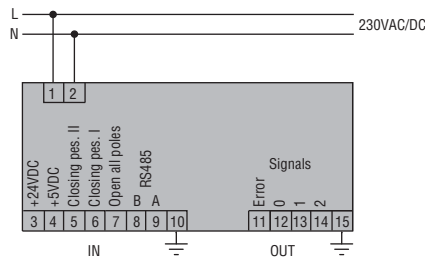 L
N
230VAC/DC
1 2
+24VDC
+5VDC
Closing pes. II
Closing pes. I
Open all poles
RS485
B A
Signals
Error
0
1
2
3 4 5 6 7 8 9 10
11 12 13 14 15
IN
OUT